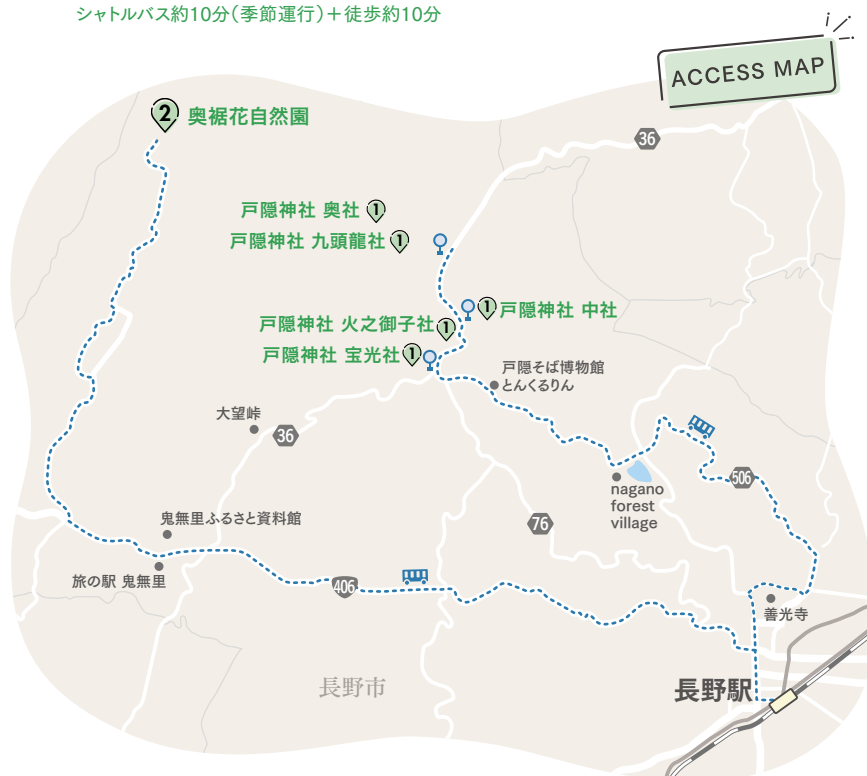 シャトルバス約10分（季節運行）＋徒歩約10分
ACCESS MAP
2 奥裾花自然園
36
戸隠神社 奥社 1
戸隠神社 九頭龍社 1
1 戸隠神社 中社
戸隠神社 火之御子社 1
戸隠神社 宝光社 1
戸隠そば博物館
とんくるりん
大望峠
36
506
nagano
forest
village
鬼無里ふるさと資料館
76
旅の駅 鬼無里
406
善光寺
長野市
長野駅